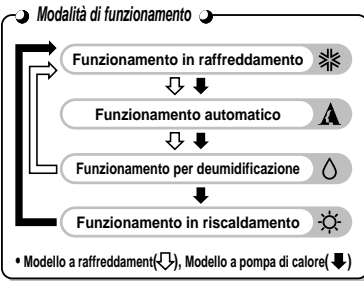 Modalità di funzionamento
Funzionamento in raffreddamento
Funzionamento automatico
Funzionamento per deumidificazione
Funzionamento in riscaldamento
• Modello a raffreddament(), Modello a pompa di calore()